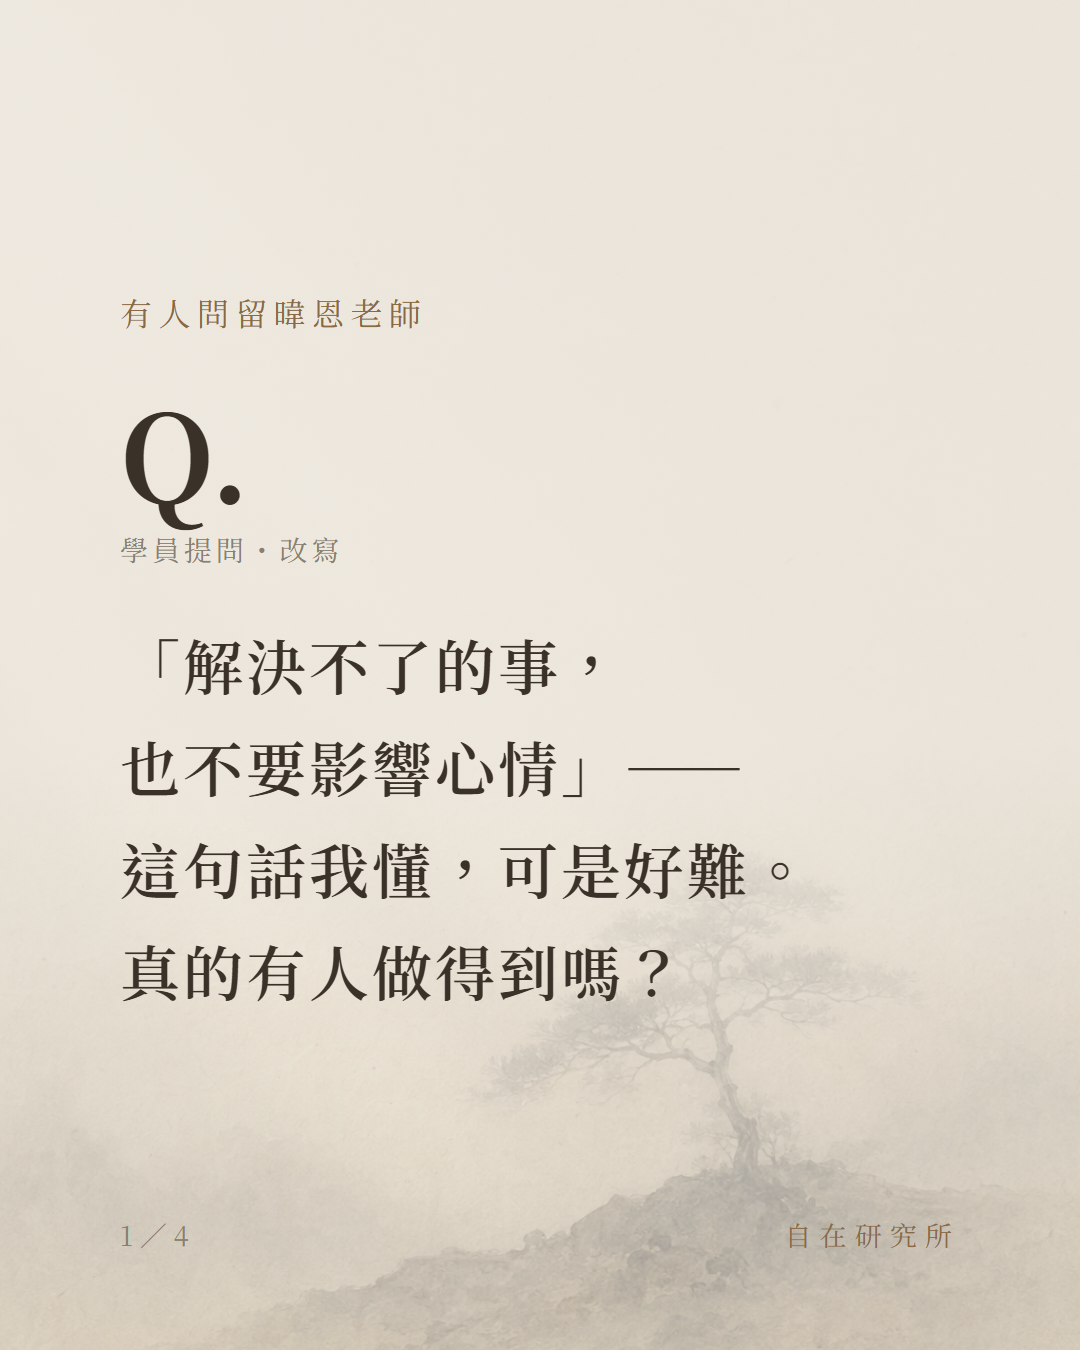 有人問留暐恩老師
Q.
學員提問・改寫
「解決不了的事，
也不要影響心情」——
這句話我懂，可是好難。
真的有人做得到嗎？
1／4
自在研究所